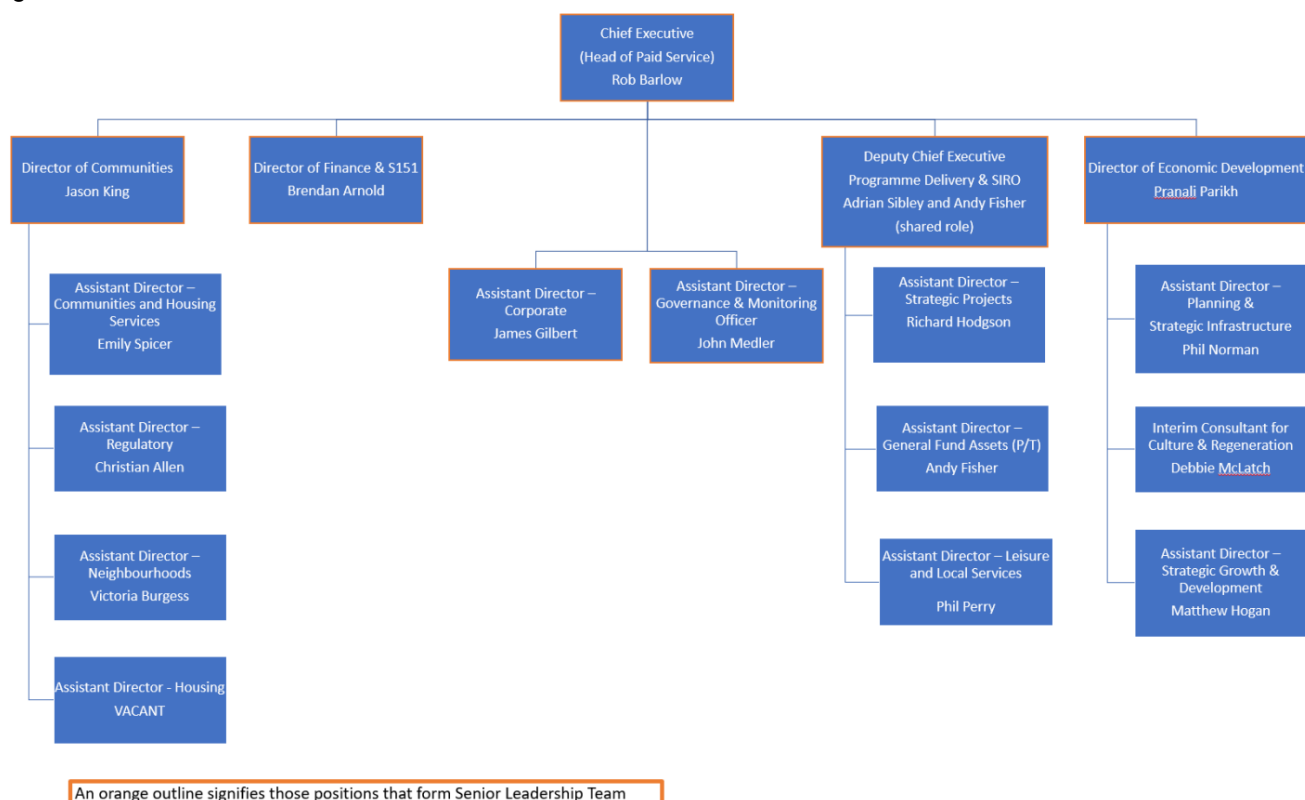 Chief Executive
(Head of Paid Service)
Rob Barlow
Director of Communities
Jason King
Director of Finance & S151
Brendan Arnold
Deputy Chief Executive
Programme Delivery & SIRO
Adrian Sibley and Andy Fisher
(shared role)
Director of Economic Development
Pranali Parikh
Assistant Director –
Communities and Housing
Services
Emily Spicer
Assistant Director –
Corporate
James Gilbert
Assistant Director –
Governance & Monitoring
Officer
John Medler
Assistant Director –
Strategic Projects
Richard Hodgson
Assistant Director –
Planning &
Strategic Infrastructure
Phil Norman
Assistant Director –
Regulatory
Christian Allen
Assistant Director –
General Fund Assets (P/T)
Andy Fisher
Interim Consultant for
Culture & Regeneration
Debbie McLatch
Assistant Director –
Neighbourhoods
Victoria Burgess
Assistant Director – Leisure
and Local Services
Phil Perry
Assistant Director –
Strategic Growth &
Development
Matthew Hogan
Assistant Director - Housing
VACANT
An orange outline signifies those positions that form Senior Leadership Team